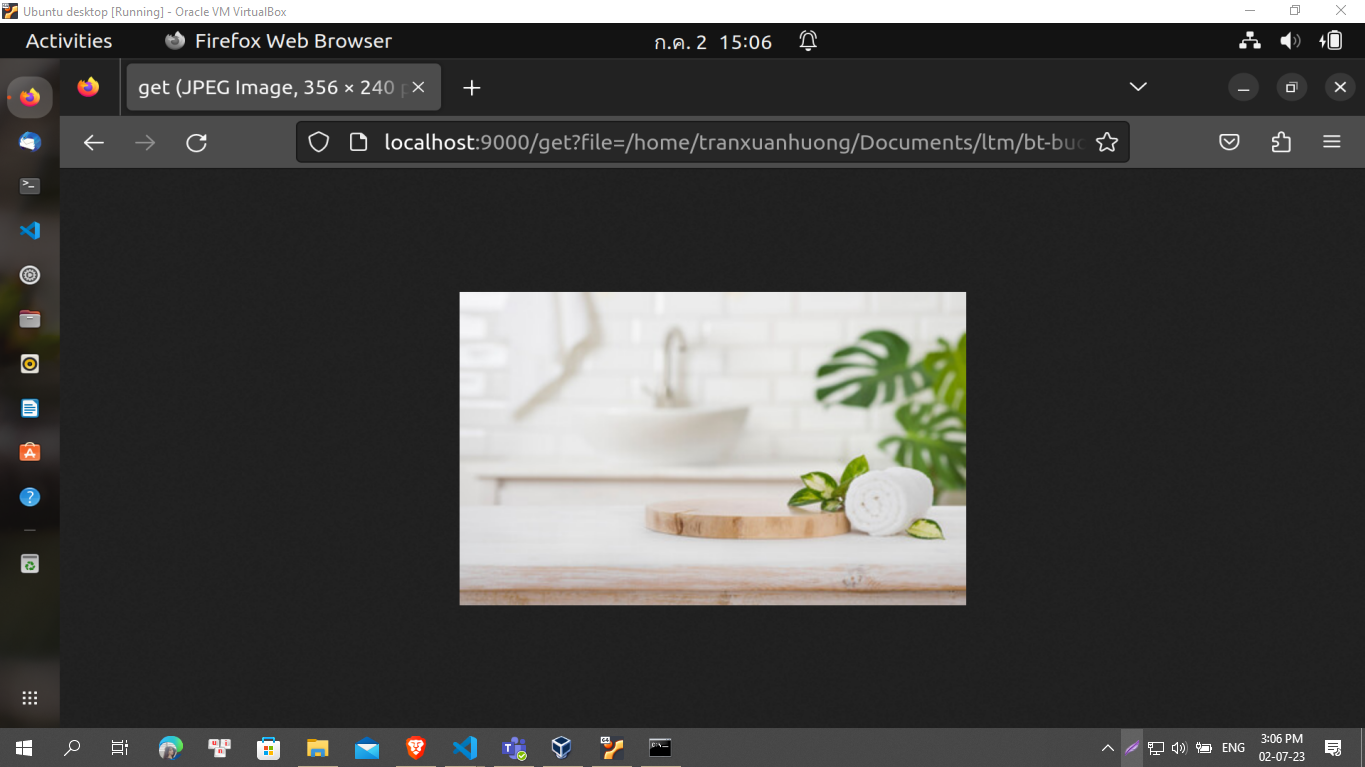 Ubuntu desktop [Running] - Oracle VM VirtualBox
Activities Firefox Web Browser ก.ค. 2 15:06
get (JPEG Image, 356 × 240 p
localhost:9000/get?file=/home/tranxuanhuong/Documents/ltm/bt-buo
ENG
3:06 PM
02-07-23